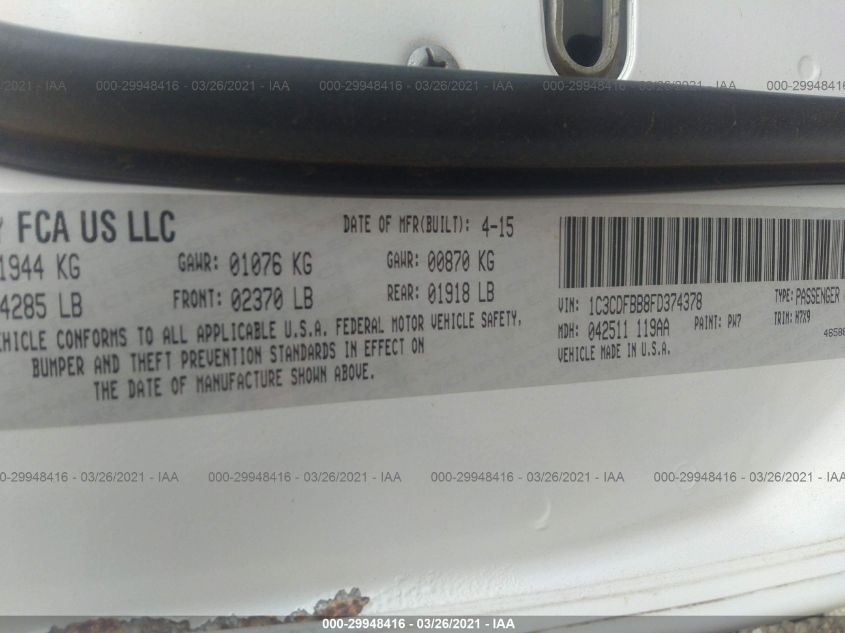 /2021 - IAA 000-29948416 - 03/26/2021 - IAA 000-29948416 - 03/26/2021 - IAA 000-29948416 - 03/26/2021
FCA US LLC DATE OF MFR(BUILT): 4-15
1944 KG GAWR: 01076 KG GAWR: 00870 KG
4285 LB FRONT: 02370 LB REAR: 01918 LB
EHICLE CONFORMS TO ALL APPLICABLE U.S.A. FEDERAL MOTOR VEHICLE SAFETY,
BUMPER AND THEFT PREVENTION STANDARDS IN EFFECT ON
THE DATE OF MANUFACTURE SHOWN ABOVE.
VIN: 1C3CDFBB8FD374378 TYPE: PASSENGER
MDH: 042511 119AA PAINT: PW7 TRIM: M7X9
VEHICLE MADE IN U.S.A. 4658
000-29948416 - 03/26/2021 - IAA 000-29948416 - 03/26/2021 - IAA 000-29948416 - 03/26/2021 - IAA 000-29948416 - 03/26/2021
000-29948416 - 03/26/2021 - IAA